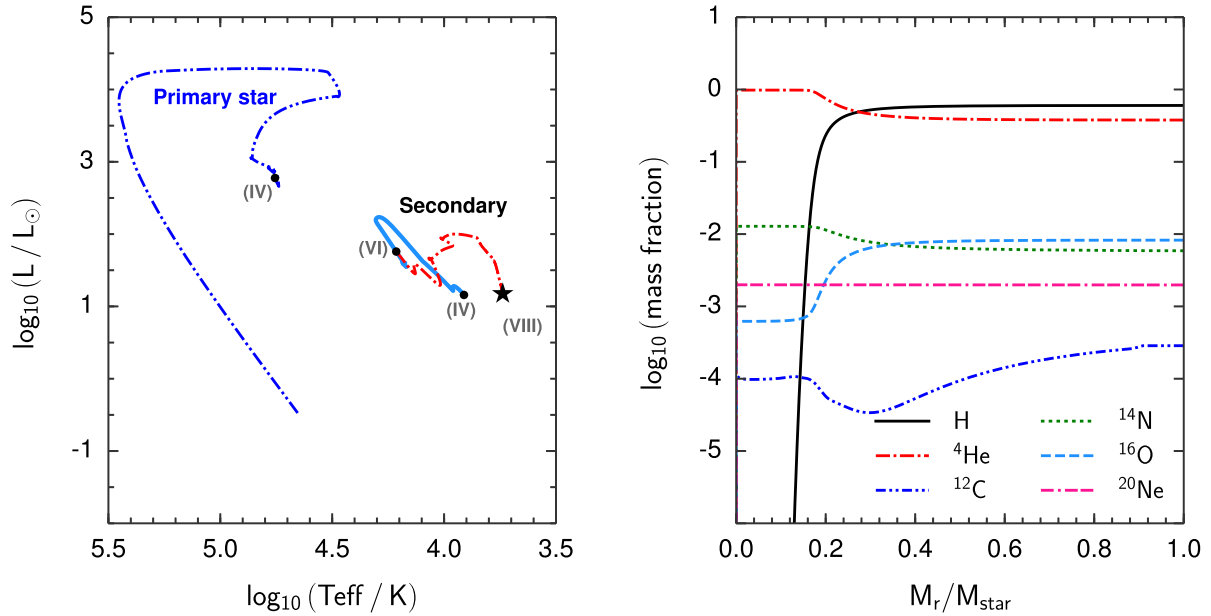 5
3
1
-1
5.5 5.0 4.5 4.0 3.5
log₁₀ (L / L☉)
log₁₀ (Teff / K)
Primary star
(IV)
Secondary
(VI)
(IV)
(VIII)
1
0
-1
-2
-3
-4
-5
0.0 0.2 0.4 0.6 0.8 1.0
log₁₀ (mass fraction)
Mᵣ/M_star
H
⁴He
¹²C
¹⁴N
¹⁶O
²⁰Ne